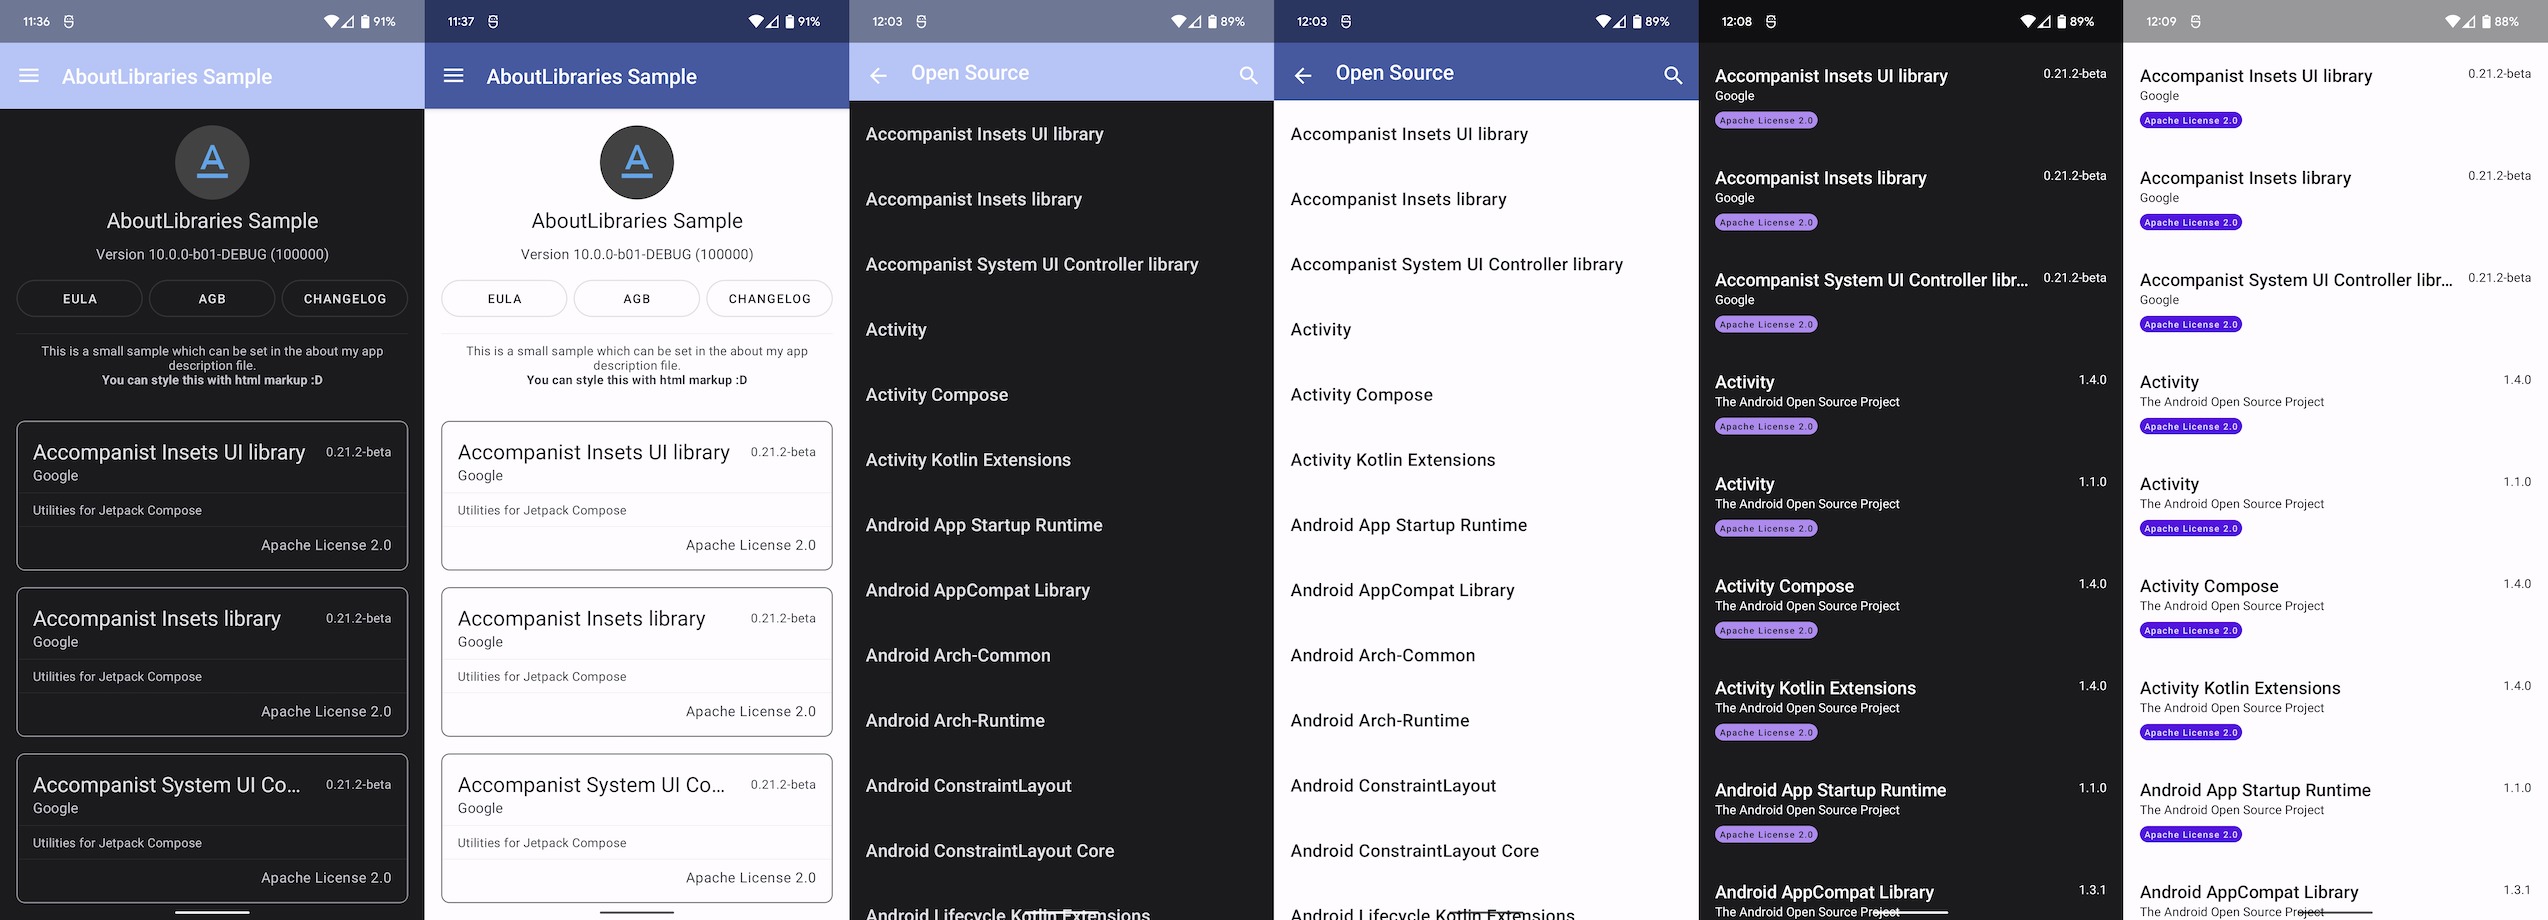 11:36
91%
AboutLibraries Sample
A
AboutLibraries Sample
Version 10.0.0-b01-DEBUG (100000)
EULA
AGB
CHANGELOG
This is a small sample which can be set in the about my app
description file.
You can style this with html markup :D
Accompanist Insets UI library
0.21.2-beta
Google
Utilities for Jetpack Compose
Apache License 2.0
Accompanist Insets library
0.21.2-beta
Google
Utilities for Jetpack Compose
Apache License 2.0
Accompanist System UI Co...
0.21.2-beta
Google
Utilities for Jetpack Compose
Apache License 2.0
11:37
91%
AboutLibraries Sample
A
AboutLibraries Sample
Version 10.0.0-b01-DEBUG (100000)
EULA
AGB
CHANGELOG
This is a small sample which can be set in the about my app
description file.
You can style this with html markup :D
Accompanist Insets UI library
0.21.2-beta
Google
Utilities for Jetpack Compose
Apache License 2.0
Accompanist Insets library
0.21.2-beta
Google
Utilities for Jetpack Compose
Apache License 2.0
Accompanist System UI Co...
0.21.2-beta
Google
Utilities for Jetpack Compose
Apache License 2.0
12:03
89%
Open Source
Accompanist Insets UI library
Accompanist Insets library
Accompanist System UI Controller library
Activity
Activity Compose
Activity Kotlin Extensions
Android App Startup Runtime
Android AppCompat Library
Android Arch-Common
Android Arch-Runtime
Android ConstraintLayout
Android ConstraintLayout Core
Android Lifecycle Kotlin Extensions
12:03
89%
Open Source
Accompanist Insets UI library
Accompanist Insets library
Accompanist System UI Controller library
Activity
Activity Compose
Activity Kotlin Extensions
Android App Startup Runtime
Android AppCompat Library
Android Arch-Common
Android Arch-Runtime
Android ConstraintLayout
Android ConstraintLayout Core
Android Lifecycle Kotlin Extensions
12:08
89%
Accompanist Insets UI library
0.21.2-beta
Google
Apache License 2.0
Accompanist Insets library
0.21.2-beta
Google
Apache License 2.0
Accompanist System UI Controller libr...
0.21.2-beta
Google
Apache License 2.0
Activity
1.4.0
The Android Open Source Project
Apache License 2.0
Activity
1.1.0
The Android Open Source Project
Apache License 2.0
Activity Compose
1.4.0
The Android Open Source Project
Apache License 2.0
Activity Kotlin Extensions
1.4.0
The Android Open Source Project
Apache License 2.0
Android App Startup Runtime
1.1.0
The Android Open Source Project
Apache License 2.0
Android AppCompat Library
1.3.1
The Android Open Source Project
12:09
88%
Accompanist Insets UI library
0.21.2-beta
Google
Apache License 2.0
Accompanist Insets library
0.21.2-beta
Google
Apache License 2.0
Accompanist System UI Controller libr...
0.21.2-beta
Google
Apache License 2.0
Activity
1.4.0
The Android Open Source Project
Apache License 2.0
Activity
1.1.0
The Android Open Source Project
Apache License 2.0
Activity Compose
1.4.0
The Android Open Source Project
Apache License 2.0
Activity Kotlin Extensions
1.4.0
The Android Open Source Project
Apache License 2.0
Android App Startup Runtime
1.1.0
The Android Open Source Project
Apache License 2.0
Android AppCompat Library
1.3.1
The Android Open Source Project